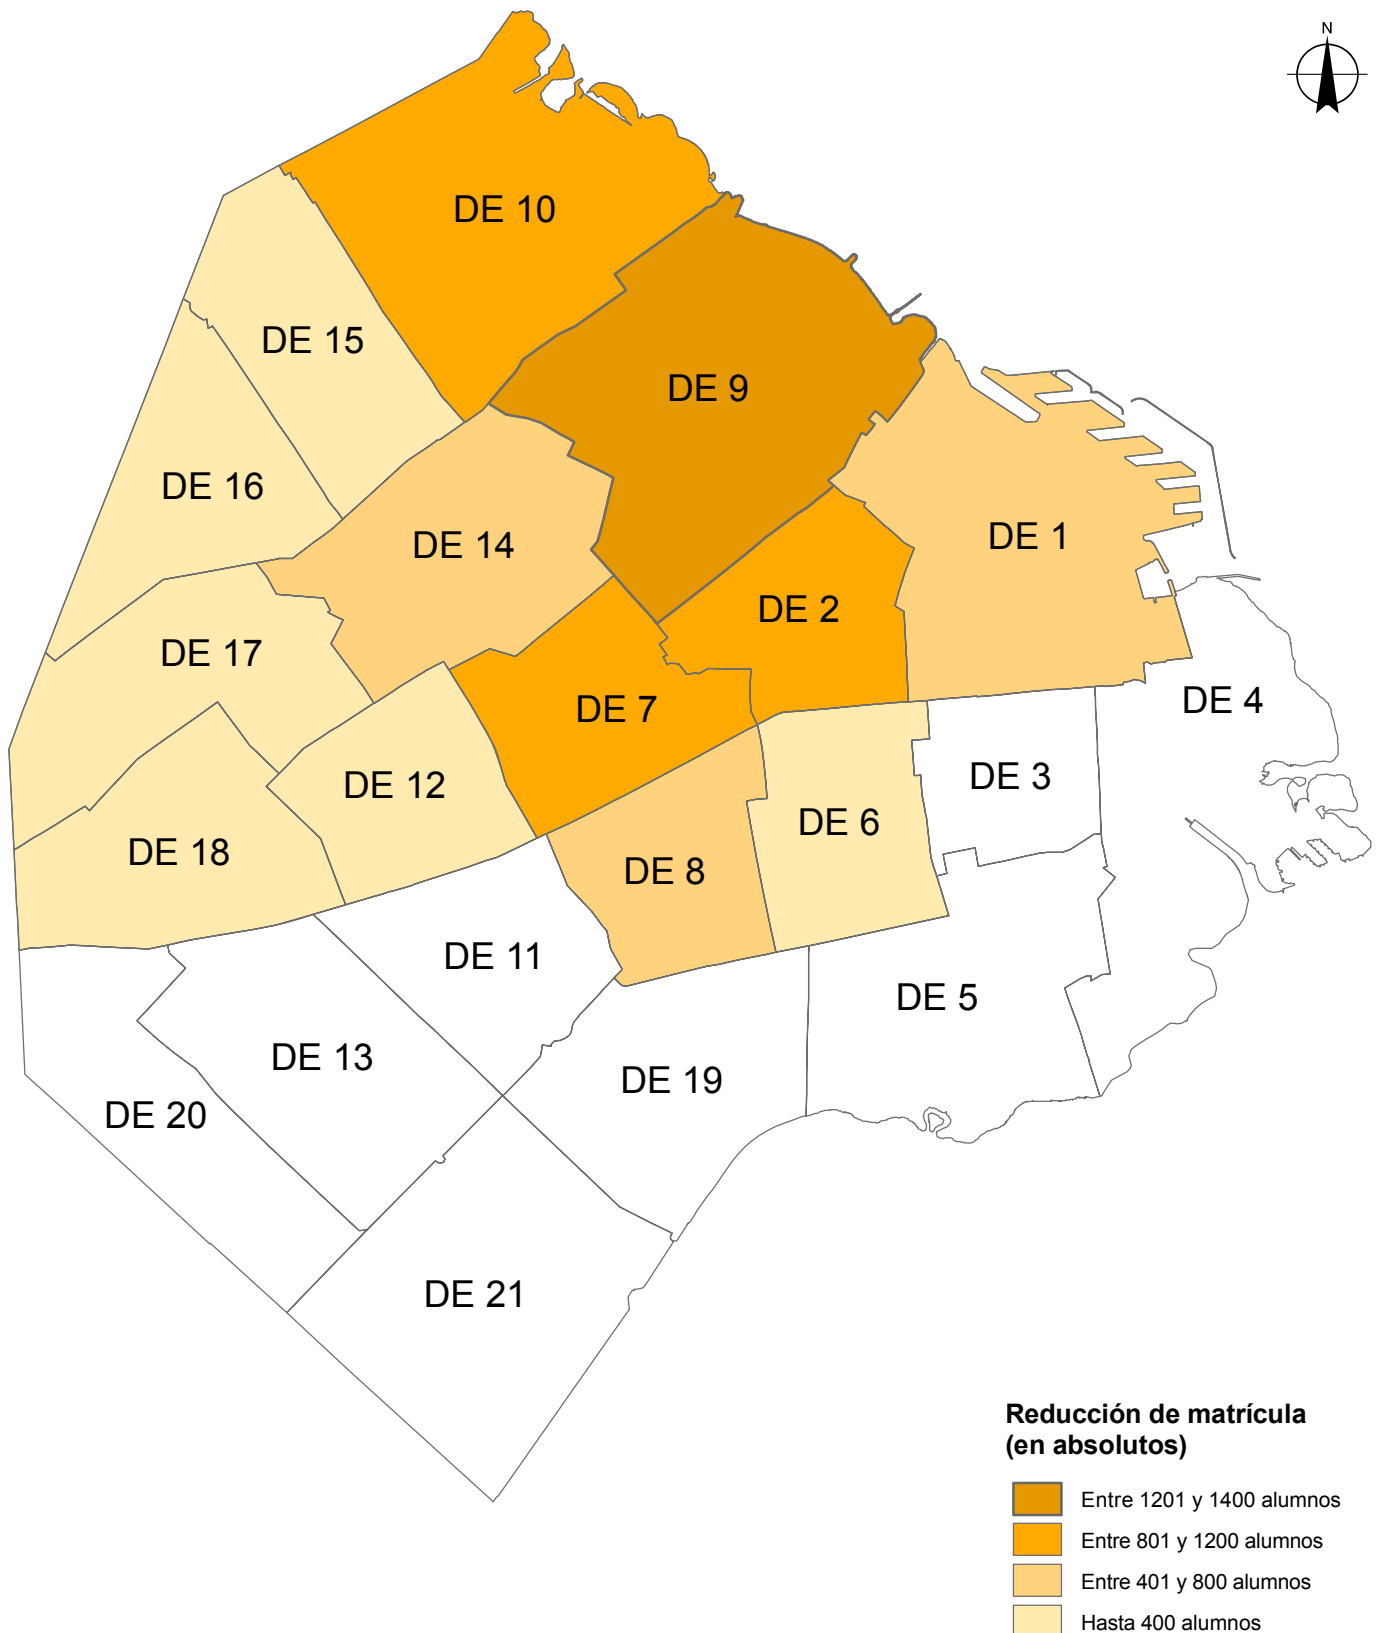 N
DE 10
DE 15
DE 9
DE 16
DE 14
DE 1
DE 2
DE 17
DE 7
DE 4
DE 12
DE 3
DE 6
DE 18
DE 8
DE 11
DE 5
DE 13
DE 19
DE 20
DE 21
Reducción de matrícula
(en absolutos)
Entre 1201 y 1400 alumnos
Entre 801 y 1200 alumnos
Entre 401 y 800 alumnos
Hasta 400 alumnos